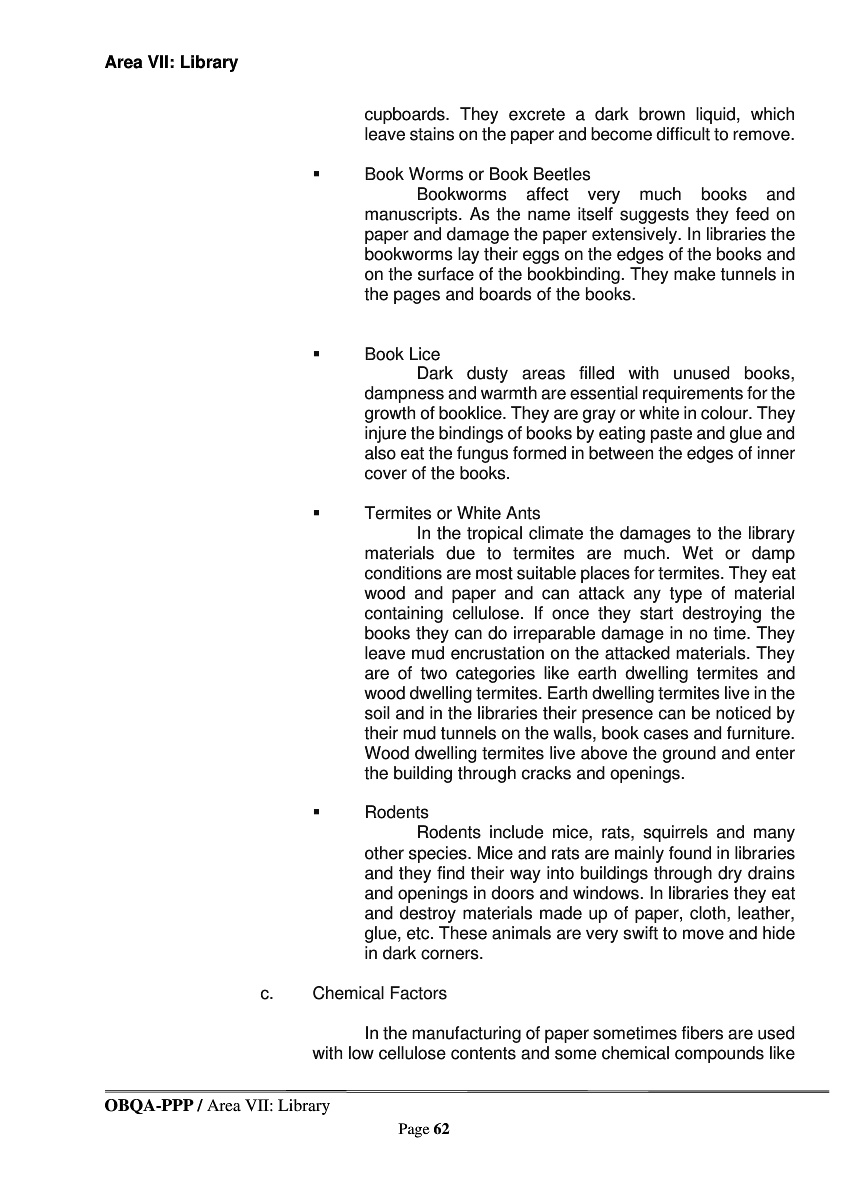 Area VII: Library
cupboards. They excrete a dark brown liquid, which
leave stains on the paper and become difficult to remove.
▪ Book Worms or Book Beetles
Bookworms affect very much books and
manuscripts. As the name itself suggests they feed on
paper and damage the paper extensively. In libraries the
bookworms lay their eggs on the edges of the books and
on the surface of the bookbinding. They make tunnels in
the pages and boards of the books.
▪ Book Lice
Dark dusty areas filled with unused books,
dampness and warmth are essential requirements for the
growth of booklice. They are gray or white in colour. They
injure the bindings of books by eating paste and glue and
also eat the fungus formed in between the edges of inner
cover of the books.
▪ Termites or White Ants
In the tropical climate the damages to the library
materials due to termites are much. Wet or damp
conditions are most suitable places for termites. They eat
wood and paper and can attack any type of material
containing cellulose. If once they start destroying the
books they can do irreparable damage in no time. They
leave mud encrustation on the attacked materials. They
are of two categories like earth dwelling termites and
wood dwelling termites. Earth dwelling termites live in the
soil and in the libraries their presence can be noticed by
their mud tunnels on the walls, book cases and furniture.
Wood dwelling termites live above the ground and enter
the building through cracks and openings.
▪ Rodents
Rodents include mice, rats, squirrels and many
other species. Mice and rats are mainly found in libraries
and they find their way into buildings through dry drains
and openings in doors and windows. In libraries they eat
and destroy materials made up of paper, cloth, leather,
glue, etc. These animals are very swift to move and hide
in dark corners.
c. Chemical Factors
In the manufacturing of paper sometimes fibers are used
with low cellulose contents and some chemical compounds like
OBQA-PPP / Area VII: Library
Page 62